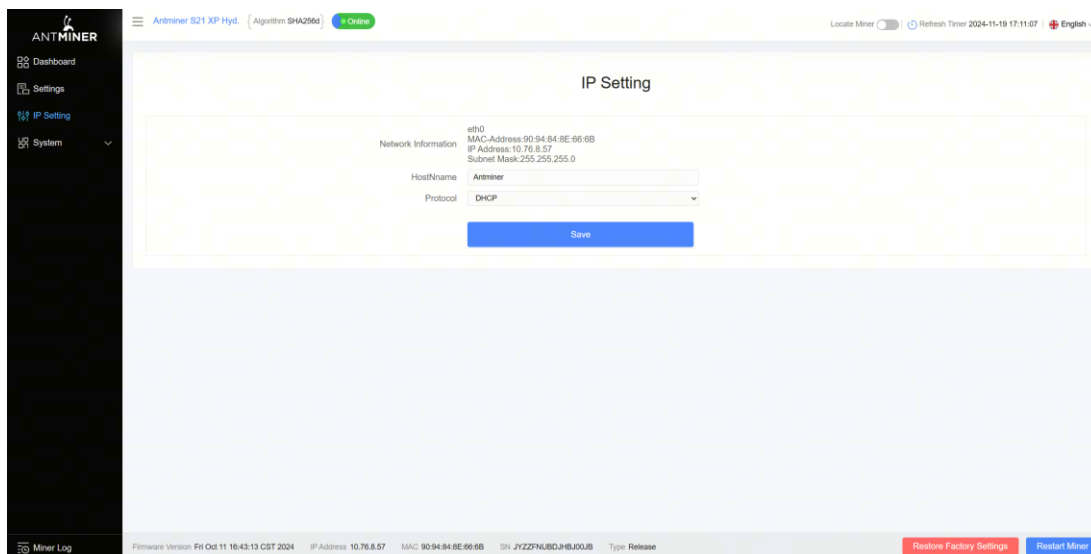 ANTMINER
Dashboard
Settings
IP Setting
System
Miner Log
Antminer S21 XP Hyd. {Algorithm SHA256d} Online
Locate Miner Refresh Timer 2024-11-19 17:11:07 English
IP Setting
Network Information
eth0
MAC-Address:90:94:84:8E:66:6B
IP Address:10.76.8.57
Subnet Mask:255.255.255.0
HostNname Antminer
Protocol DHCP
Save
Firmware Version Fri Oct 11 16:43:13 CST 2024 IP Address 10.76.8.57 MAC 90:94:84:8E:66:6B SN JYZZFNUBDJHBJ00JB Type Release
Restore Factory Settings Restart Miner